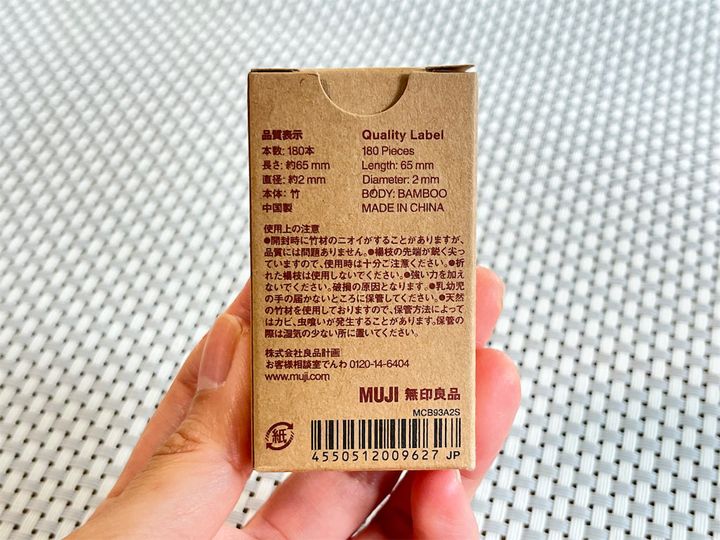 品質表示
本数: 180本
長さ: 約65 mm
直径: 約2 mm
本体: 竹
中国製
Quality Label
180 Pieces
Length: 65 mm
Diameter: 2 mm
BODY: BAMBOO
MADE IN CHINA
使用上の注意
●開封時に竹材のニオイがすることがありますが、
品質には問題ありません。●楊枝の先端が鋭く尖っ
ていますので、使用時は十分ご注意ください。●折
れた楊枝は使用しないでください。●強い力を加え
ないでください。破損の原因となります。●乳幼児
の手の届かないところに保管してください。●天然
の竹材を使用しておりますので、保管方法によって
はカビ、虫喰いが発生することがあります。保管の
際は湿気の少ない所に置いてください。
株式会社良品計画
お客様相談室でんわ 0120-14-6404
www.muji.com
MUJI 無印良品
MCB93A2S
紙
4550512009627 JP